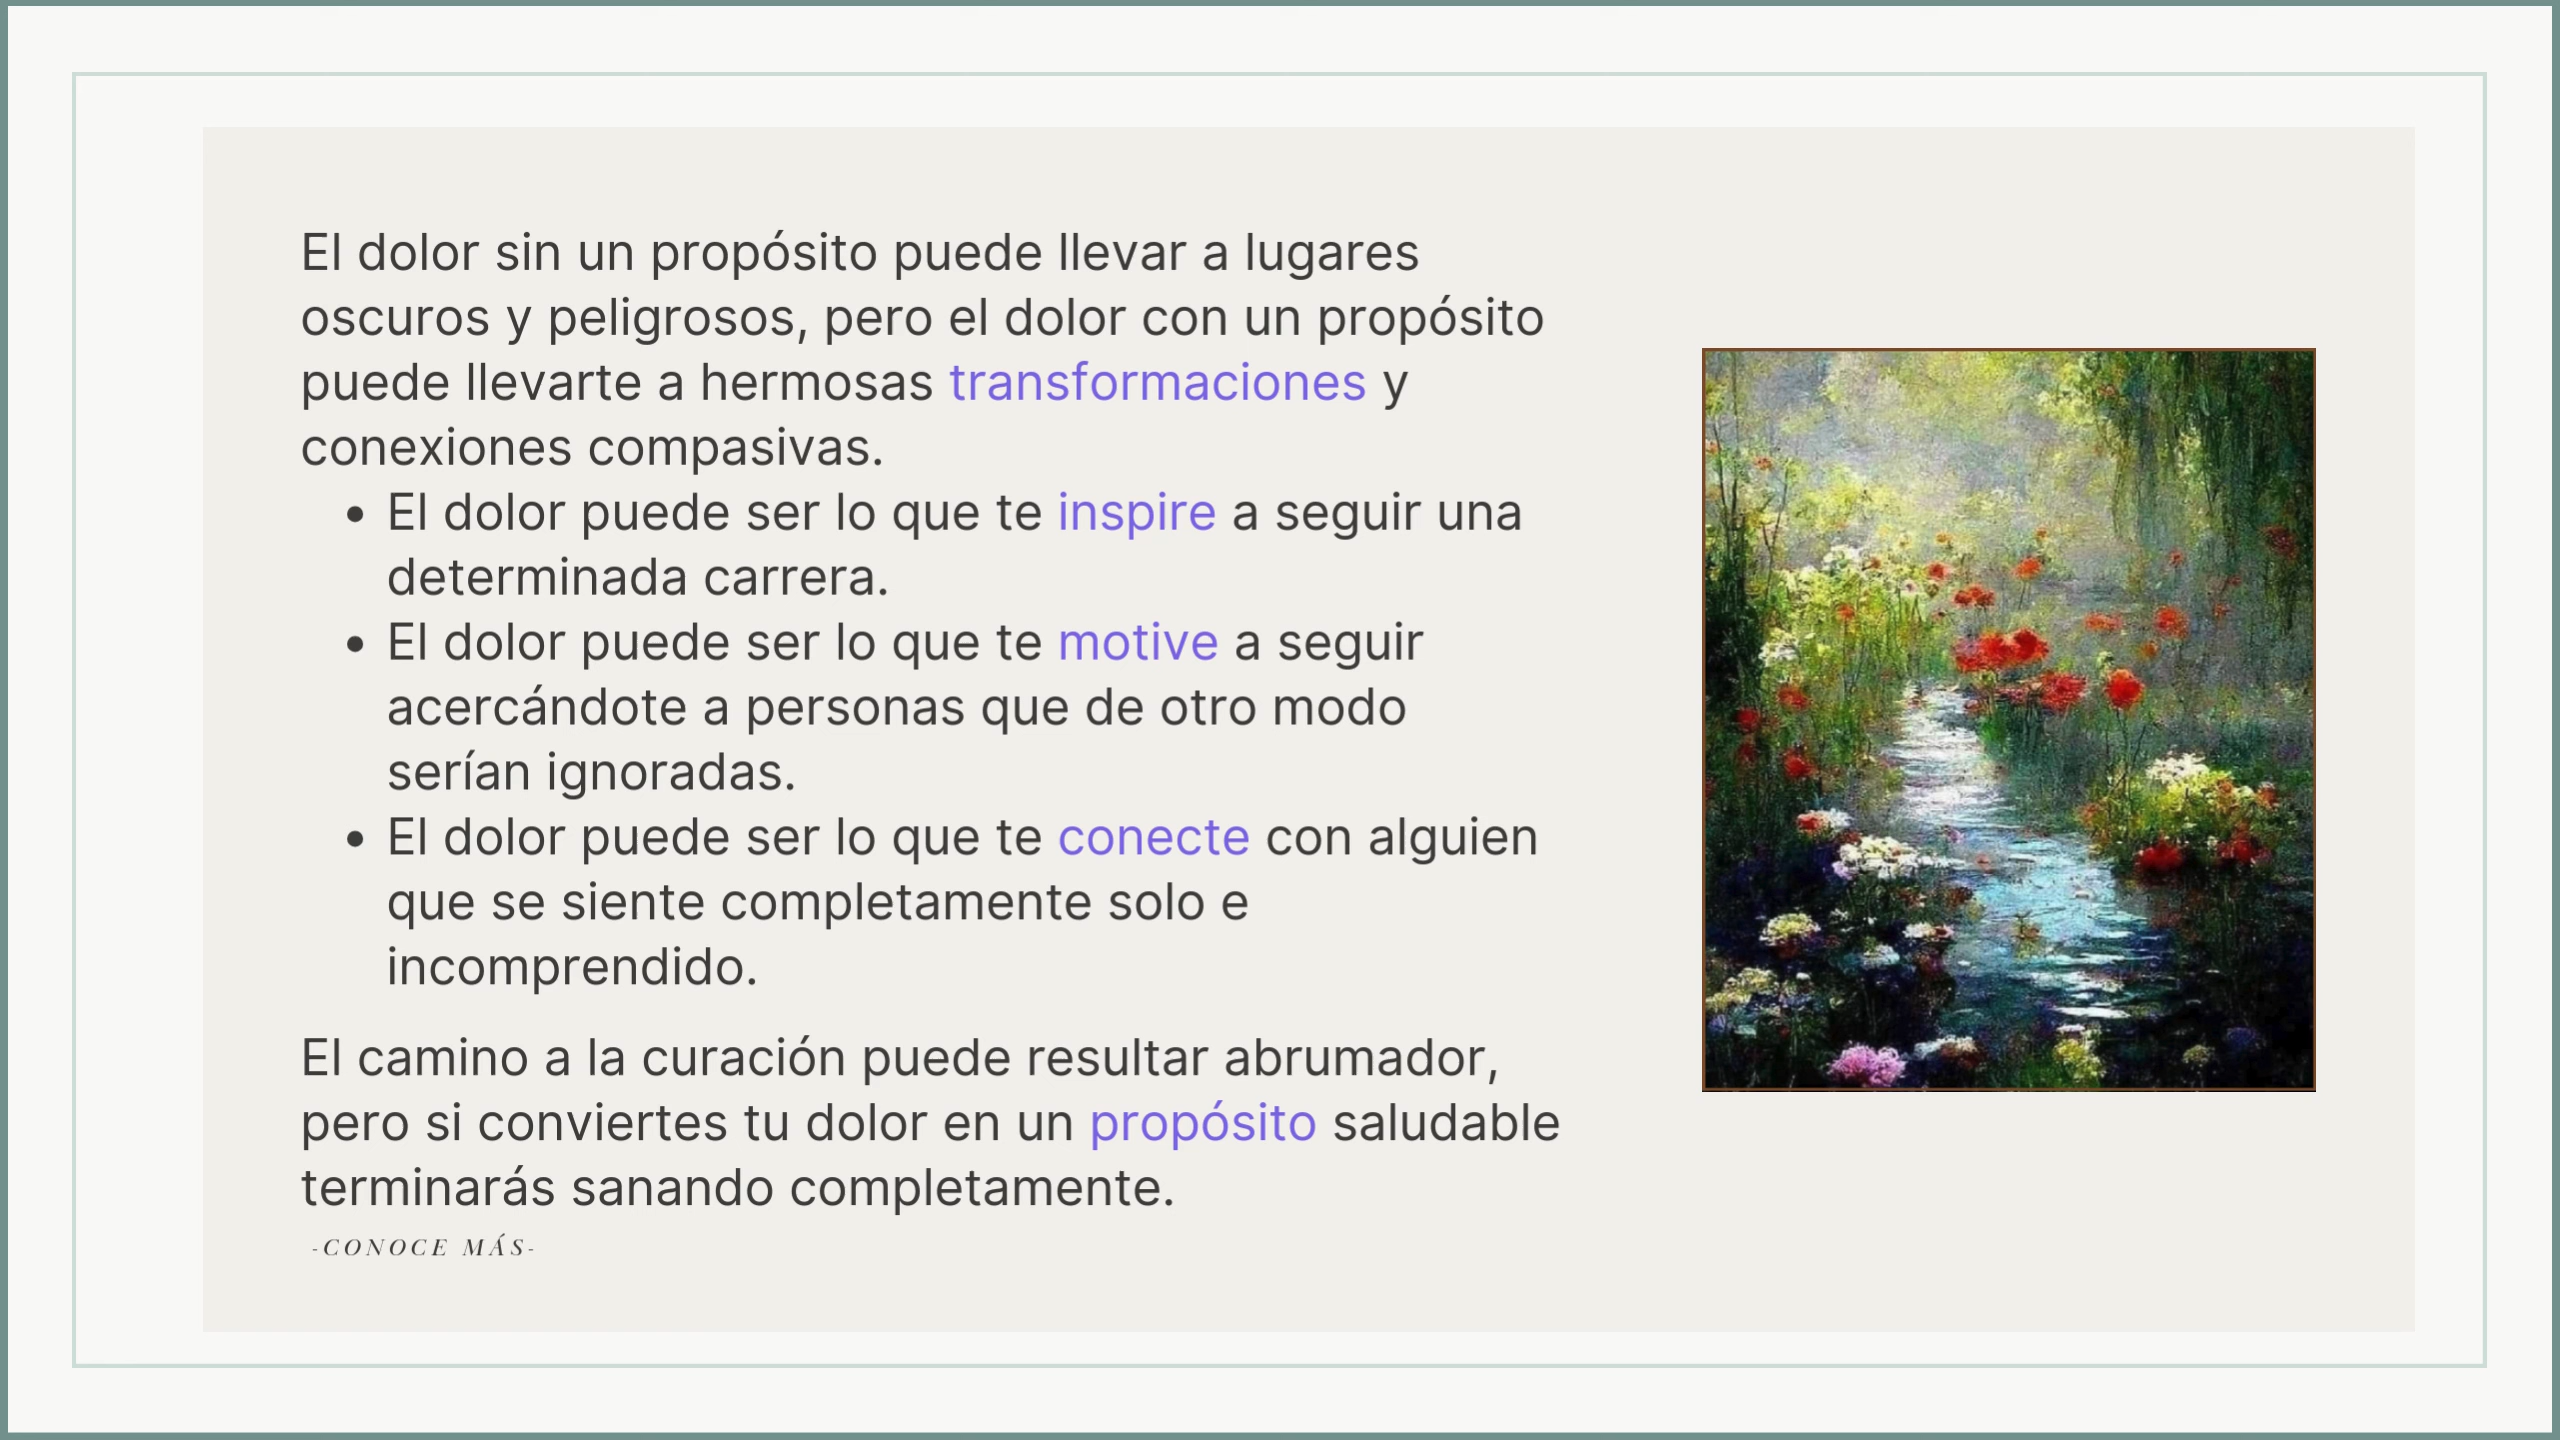 El dolor sin un propósito puede llevar a lugares
oscuros y peligrosos, pero el dolor con un propósito
puede llevarte a hermosas transformaciones y
conexiones compasivas.
• El dolor puede ser lo que te inspire a seguir una
determinada carrera.
• El dolor puede ser lo que te motive a seguir
acercándote a personas que de otro modo
serían ignoradas.
• El dolor puede ser lo que te conecte con alguien
que se siente completamente solo e
incomprendido.
El camino a la curación puede resultar abrumador,
pero si conviertes tu dolor en un propósito saludable
terminarás sanando completamente.
-CONOCE MÁS-